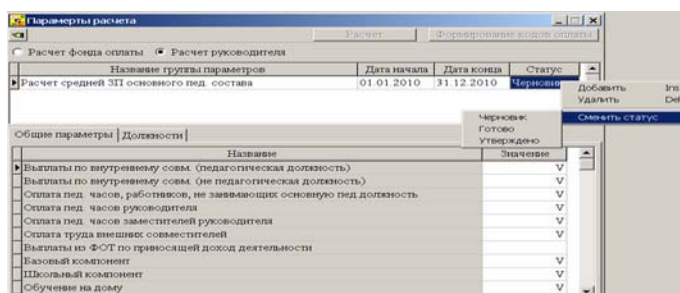 Параметры расчета
Расчет Формирование кодов оплаты
Расчет фонда оплаты Расчет руководителя
Название группы параметров Дата начала Дата конца Статус
Расчет средней ЗП основного пед. состава 01.01.2010 31.12.2010 Черновик
Добавить Ins
Удалить Del
Сменить статус
Черновик
Готово
Утверждено
Общие параметры Должности
Название Значение
Выплаты по внутреннему совм. (педагогическая должность) V
Выплаты по внутреннему совм. (не педагогическая должность) V
Оплата пед. часов, работников, не занимающих основную пед должность V
Оплата пед. часов руководителя V
Оплата пед. часов заместителей руководителя V
Оплата труда внешних совместителей V
Выплаты из ФОТ по приносящей доход деятельности
Базовый компонент V
Школьный компонент V
Обучение на дому V